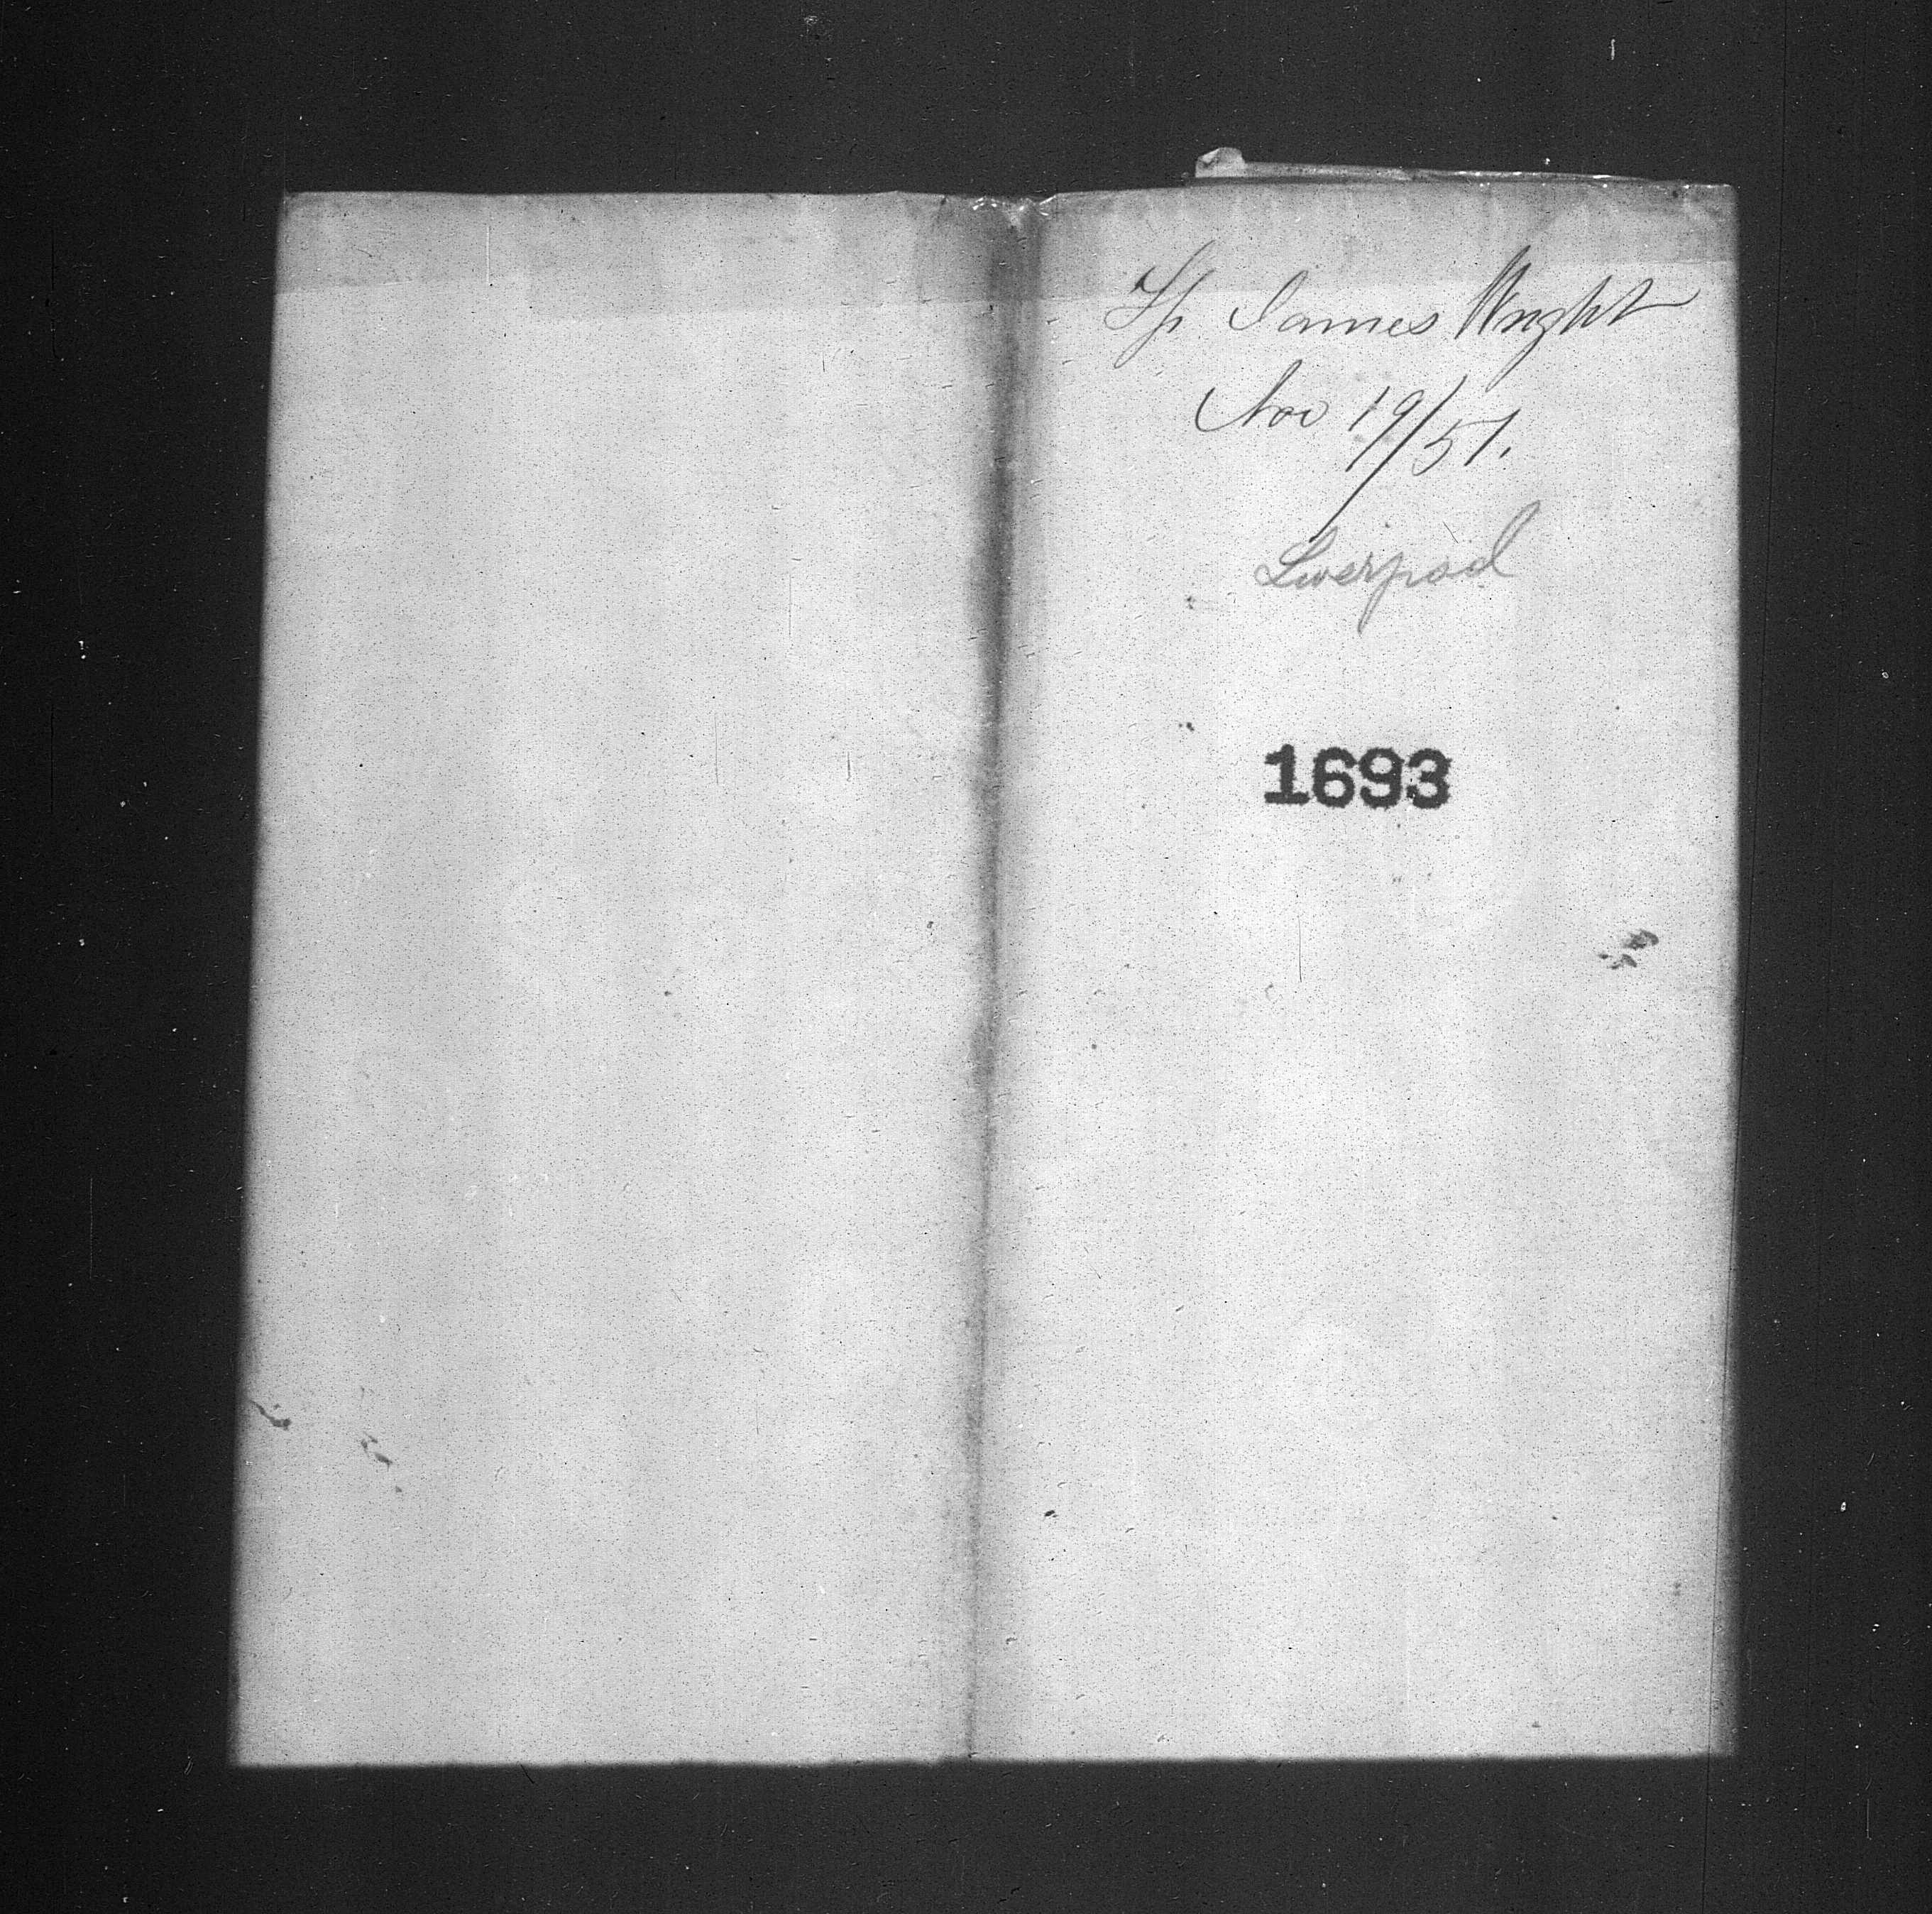 Sp James Wright
Nov 19/51.
Liverpool
1693